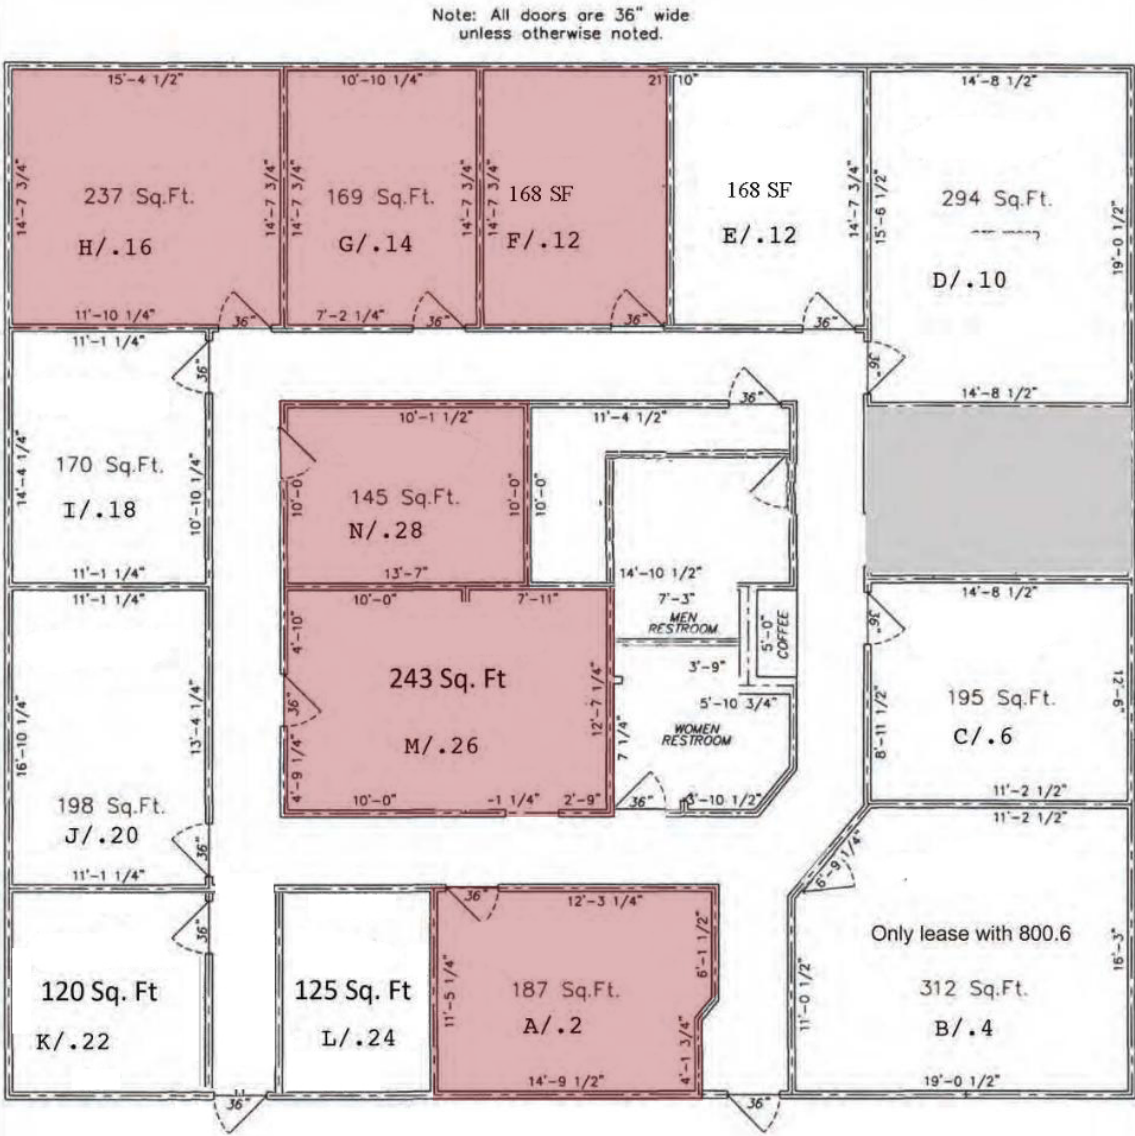 Note: All doors are 36" wide
unless otherwise noted.
15'-4 1/2"
10'-10 1/4"
21' 10"
14'-8 1/2"
14'-7 3/4"
237 Sq.Ft.
H/.16
14'-7 3/4"
14'-7 3/4"
169 Sq.Ft.
G/.14
14'-7 3/4"
14'-7 3/4"
168 SF
F/.12
168 SF
E/.12
14'-7 3/4"
15'-6 1/2"
294 Sq.Ft.
D/.10
19'-0 1/2"
11'-10 1/4"
36"
7'-2 1/4"
36"
36"
36"
11'-1 1/4"
36"
36"
14'-8 1/2"
36"
14'-4 1/4"
170 Sq.Ft.
I/.18
10'-10 1/4"
11'-1 1/4"
10'-1 1/2"
11'-4 1/2"
10'-0"
145 Sq.Ft.
N/.28
10'-0"
10'-0"
13'-7"
14'-10 1/2"
7'-3"
MEN
RESTROOM
5'-0"
COFFEE
11'-1 1/4"
10'-0"
7'-11"
4'-10"
36"
243 Sq. Ft
M/.26
4'-9 1/4"
12'-7 1/4"
7 1/4"
3'-9"
5'-10 3/4"
WOMEN
RESTROOM
36"
3'-10 1/2"
10'-0"
-1 1/4"
2'-9"
14'-8 1/2"
36"
195 Sq.Ft.
C/.6
8'-11 1/2"
12'-9"
11'-2 1/2"
16'-10 1/4"
13'-4 1/4"
198 Sq.Ft.
J/.20
36"
11'-1 1/4"
36"
120 Sq. Ft
K/.22
125 Sq. Ft
L/.24
36"
12'-3 1/4"
11'-5 1/4"
187 Sq.Ft.
A/.2
6'-1 1/2"
4'-1 3/4"
14'-9 1/2"
11'-2 1/2"
6'-9 1/4"
Only lease with 800.6
312 Sq.Ft.
B/.4
11'-0 1/2"
16'-3"
19'-0 1/2"
36"
36"